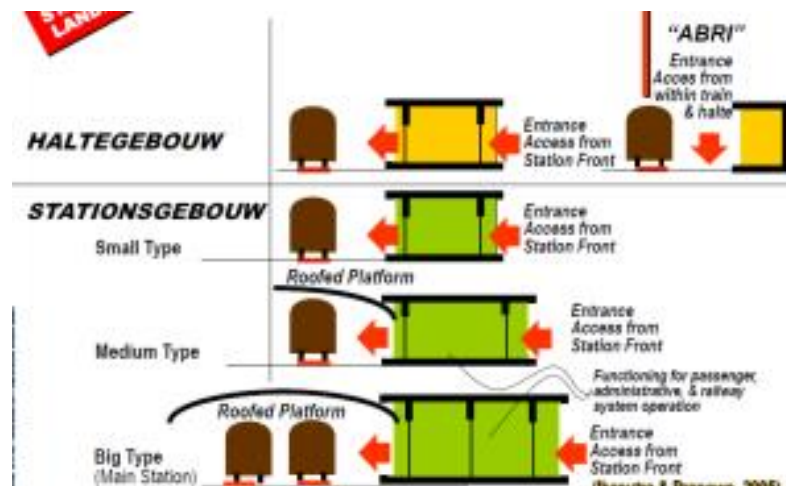 LAND
"ABRI"
Entrance
Acces from
within train
& halte
HALTEGEBOUW
Entrance
Access from
Station Front
STATIONSGEBOUW
Small Type
Entrance
Access from
Station Front
Roofed Platform
Medium Type
Entrance
Access from
Station Front
Functioning for passenger,
administrative, & railway
system operation
Roofed Platform
Big Type
(Main Station)
Entrance
Access from
Station Front